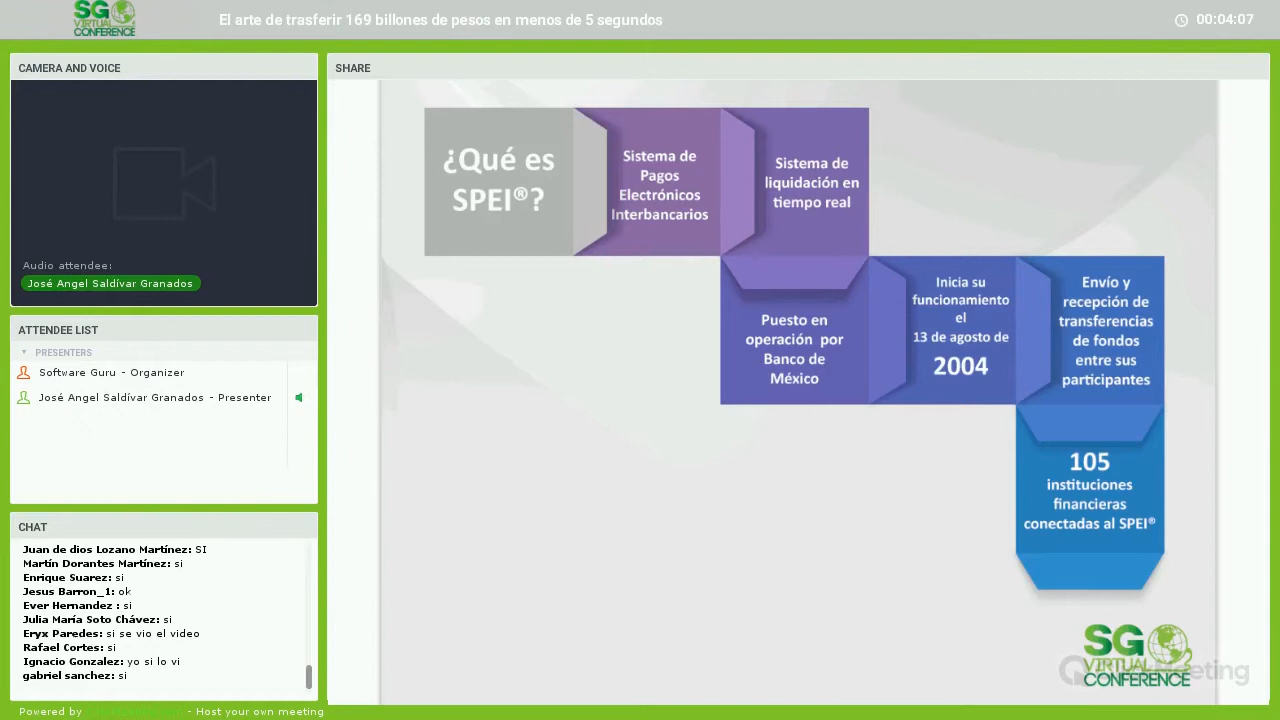 SG
VIRTUAL
CONFERENCE
El arte de trasferir 169 billones de pesos en menos de 5 segundos
00:04:07
CAMERA AND VOICE
Audio attendee:
José Angel Saldívar Granados
ATTENDEE LIST
PRESENTERS
Software Guru - Organizer
José Angel Saldívar Granados - Presenter
CHAT
Juan de dios Lozano Martínez: SI
Martín Dorantes Martínez: si
Enrique Suarez: si
Jesus Barron_1: ok
Ever Hernandez : si
Julia María Soto Chávez: si
Eryx Paredes: si se vio el video
Rafael Cortes: si
Ignacio Gonzalez: yo si lo vi
gabriel sanchez: si
Powered by - Host your own meeting
SHARE
¿Qué es
SPEI®?
Sistema de
Pagos
Electrónicos
Interbancarios
Sistema de
liquidación en
tiempo real
Puesto en
operación por
Banco de
México
Inicia su
funcionamiento
el
13 de agosto de
2004
Envío y
recepción de
transferencias
de fondos
entre sus
participantes
105
instituciones
financieras
conectadas al SPEI®
SG
VIRTUAL
CONFERENCE